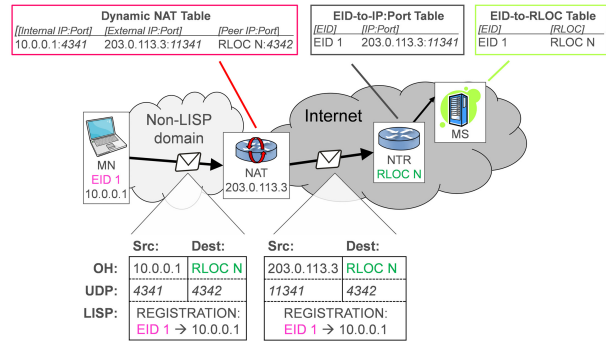 Dynamic NAT Table
[Internal IP:Port] [External IP:Port] [Peer IP:Port]
10.0.0.1:4341 203.0.113.3:11341 RLOC N:4342
EID-to-IP:Port Table
[EID] [IP:Port]
EID 1 203.0.113.3:11341
EID-to-RLOC Table
[EID] [RLOC]
EID 1 RLOC N
Non-LISP
domain
Internet
MN
EID 1
10.0.0.1
NAT
203.0.113.3
NTR
RLOC N
MS
Src: Dest: Src: Dest:
OH: 10.0.0.1 RLOC N 203.0.113.3 RLOC N
UDP: 4341 4342 11341 4342
LISP: REGISTRATION: REGISTRATION:
EID 1 → 10.0.0.1 EID 1 → 10.0.0.1